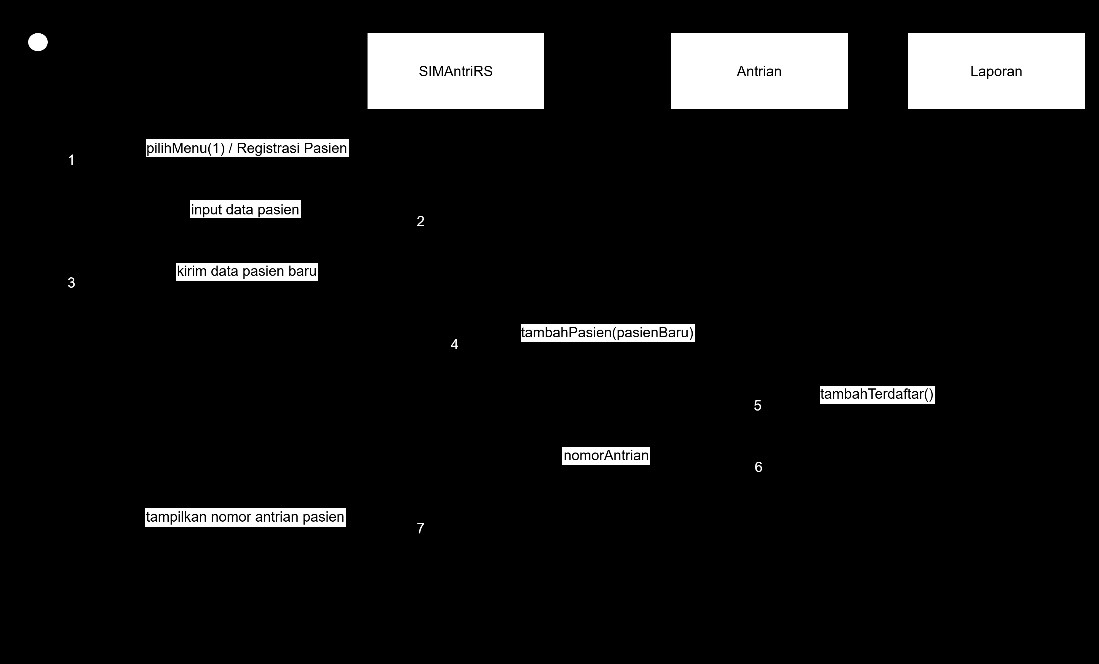 SIMAntriRS
Antrian
Laporan
pilihMenu(1) / Registrasi Pasien
1
input data pasien
2
kirim data pasien baru
3
tambahPasien(pasienBaru)
4
tambahTerdaftar()
5
nomorAntrian
6
tampilkan nomor antrian pasien
7